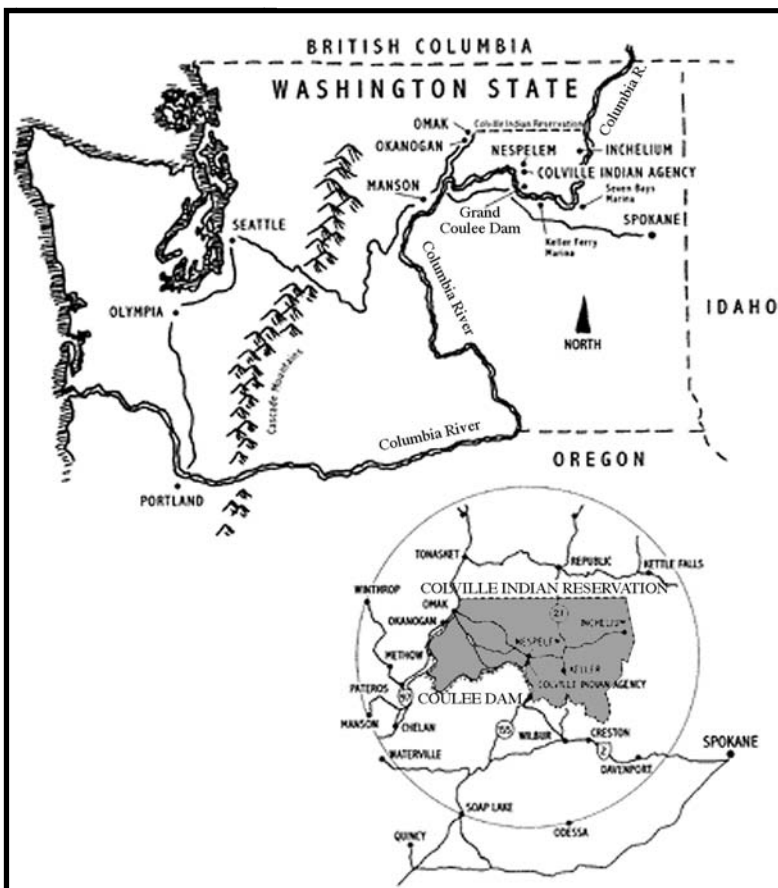 BRITISH COLUMBIA
WASHINGTON STATE
Columbia R.
OMAK
Colville Indian Reservation
OKANOGAN
NESPELEM
INCHELIUM
COLVILLE INDIAN AGENCY
MANSON
Seven Bays
Marina
Grand
Coulee Dam
SPOKANE
Keller Ferry
Marina
SEATTLE
Columbia River
OLYMPIA
IDAHO
NORTH
Cascade Mountains
Columbia River
OREGON
PORTLAND
TONASKET
REPUBLIC
KETTLE FALLS
COLVILLE INDIAN RESERVATION
WINTHROP
OMAK
21
OKANOGAN
INCHELIUM
NESPELEM
METHOW
KELLER
COLVILLE INDIAN AGENCY
PATEROS
97
COULEE DAM
MANSON
CHELAN
155
WILBUR
CRESTON
2
SPOKANE
WATERVILLE
DAVENPORT
SOAP LAKE
ODESSA
QUINCY